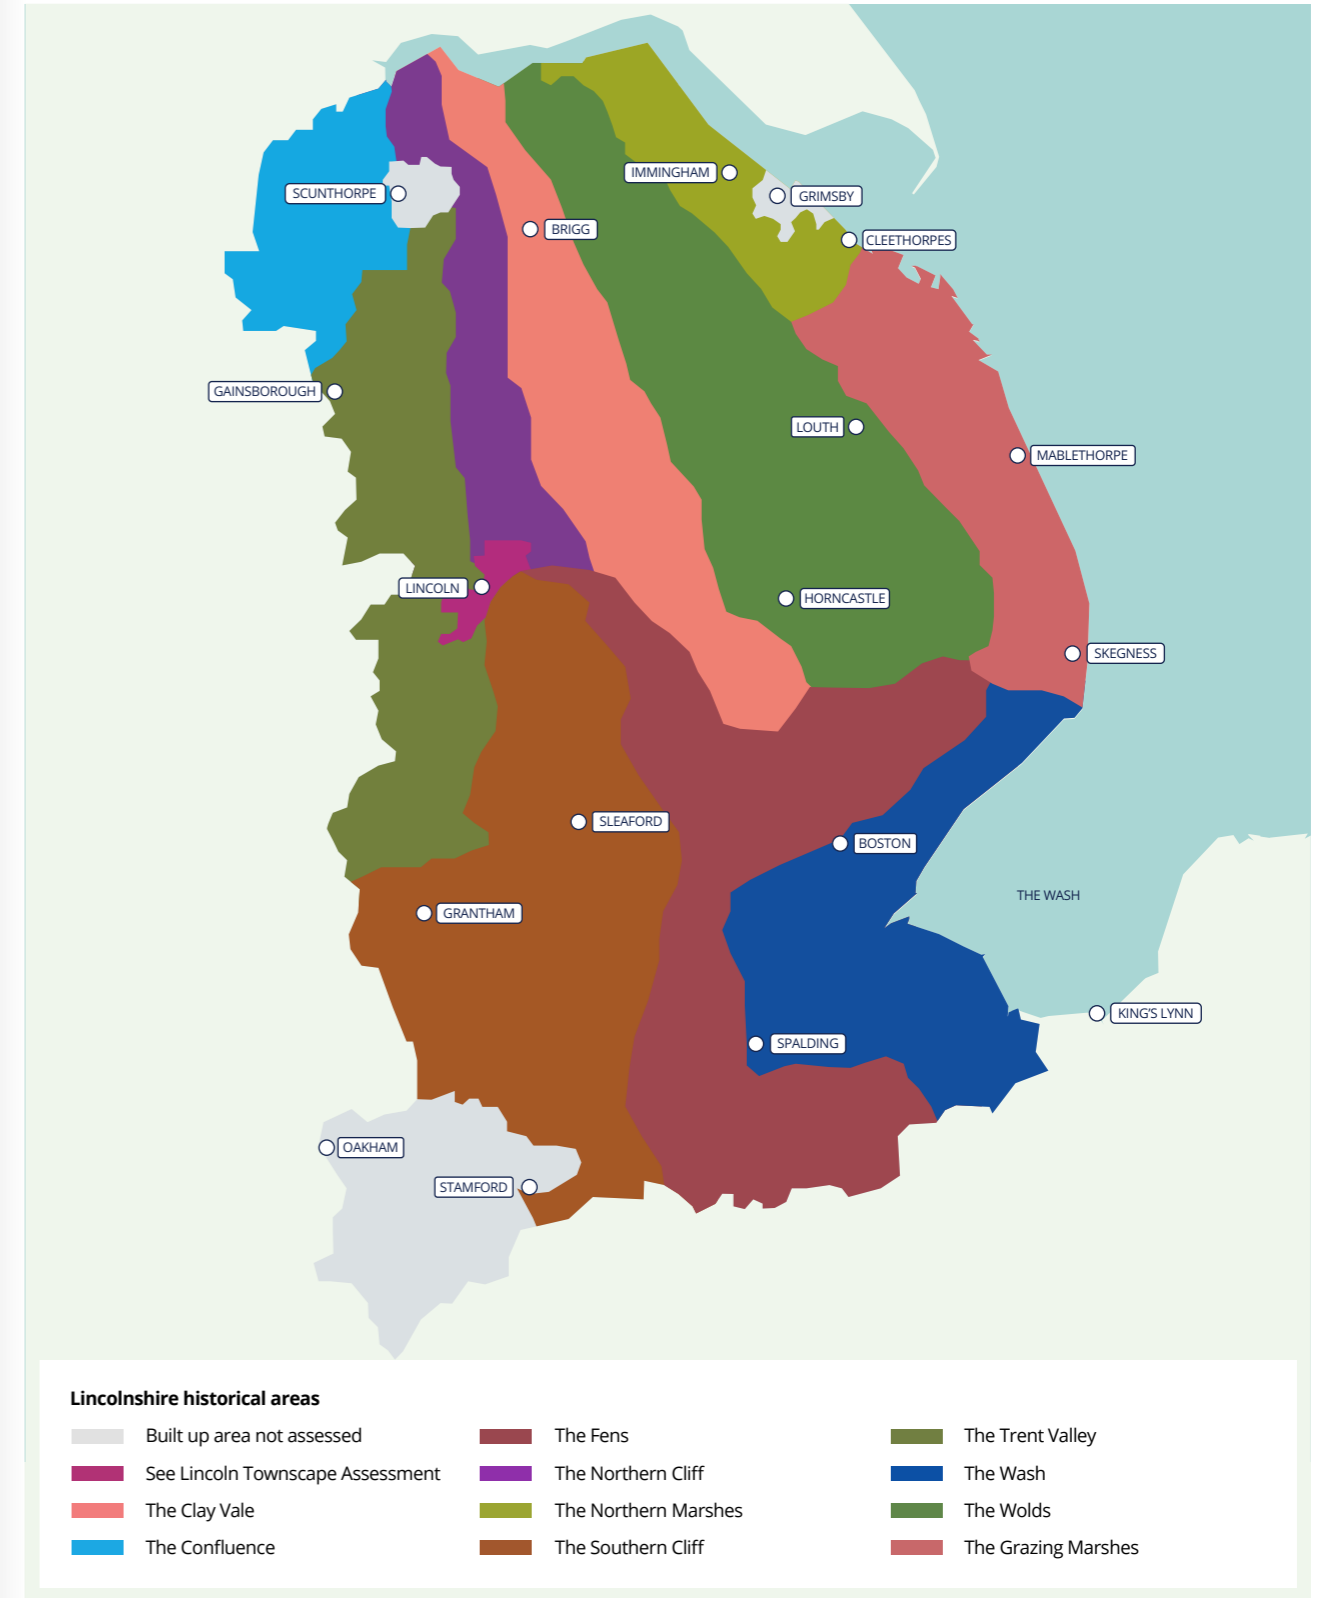 IMMINGHAM
SCUNTHORPE
GRIMSBY
BRIGG
CLEETHORPES
GAINSBOROUGH
LOUTH
MABLETHORPE
LINCOLN
HORNCASTLE
SKEGNESS
SLEAFORD
BOSTON
THE WASH
GRANTHAM
KING'S LYNN
SPALDING
OAKHAM
STAMFORD
Lincolnshire historical areas
Built up area not assessed
See Lincoln Townscape Assessment
The Clay Vale
The Confluence
The Fens
The Northern Cliff
The Northern Marshes
The Southern Cliff
The Trent Valley
The Wash
The Wolds
The Grazing Marshes